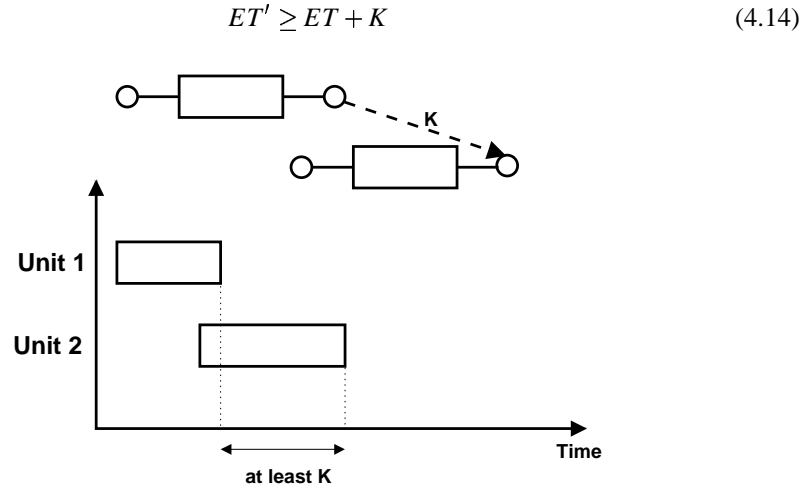 ET′ ≥ ET + K (4.14)
K
Unit 1
Unit 2
Time
at least K